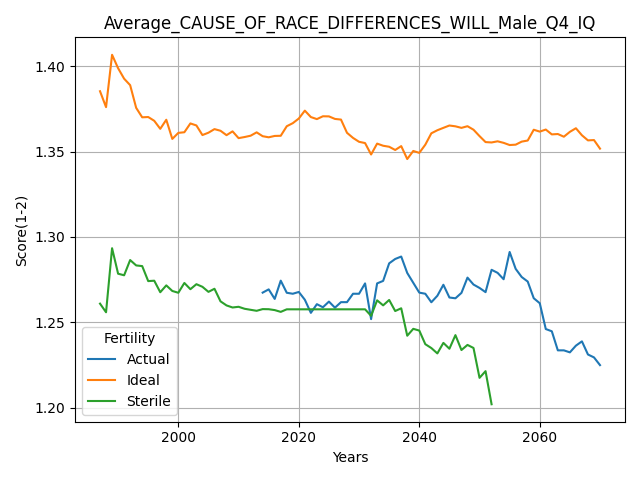 Average_CAUSE_OF_RACE_DIFFERENCES_WILL_Male_Q4_IQ
1.40
1.35
1.30
1.25
1.20
Score(1-2)
Fertility
Actual
Ideal
Sterile
2000 2020 2040 2060
Years